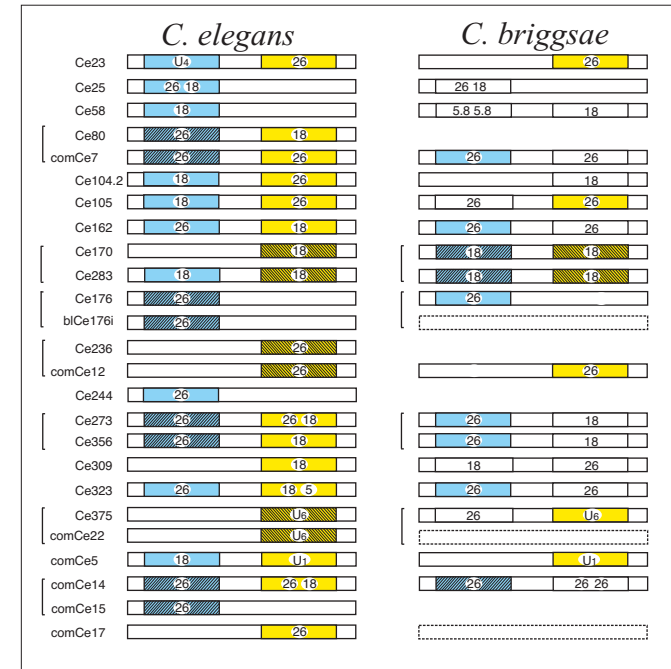 C. elegans C. briggsae
Ce23 U4 26 26
Ce25 26 18 26 18
Ce58 18 5.8 5.8 18
Ce80 26 18
comCe7 26 26 26 26
Ce104.2 18 26 18
Ce105 18 26 26 26
Ce162 26 18 26 26
Ce170 18 18 18
Ce283 18 18 18 18
Ce176 26 26
blCe176i 26
Ce236 26
comCe12 26 26
Ce244 26
Ce273 26 26 18 26 18
Ce356 26 18 26 18
Ce309 18 18 26
Ce323 26 18 5 26 26
Ce375 U6 26 U6
comCe22 U6
comCe5 18 U1 U1
comCe14 26 26 18 26 26 26
comCe15 26
comCe17 26